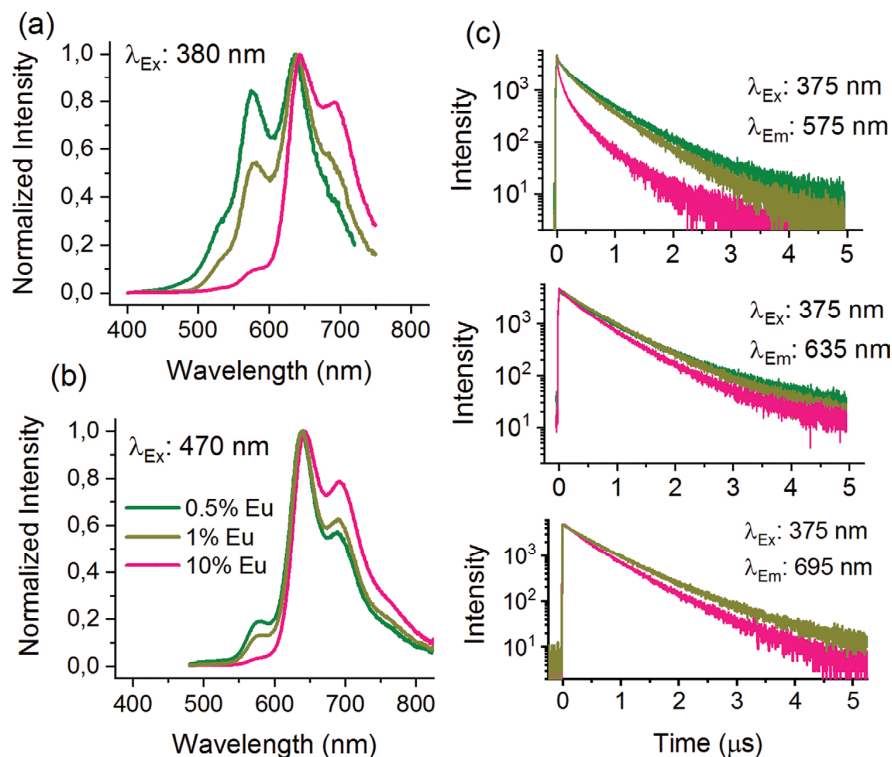 (a)
λEx: 380 nm
Normalized Intensity
1,0
0,8
0,6
0,4
0,2
0,0
400 500 600 700 800
Wavelength (nm)
(b)
λEx: 470 nm
Normalized Intensity
1,0
0,8
0,6
0,4
0,2
0,0
0.5% Eu
1% Eu
10% Eu
400 500 600 700 800
Wavelength (nm)
(c)
λEx: 375
λEm: 575 nm
Intensity
10³
10²
10¹
0 1 2 3 4 5
λEx: 375
λEm: 635 nm
Intensity
10³
10²
10¹
0 1 2 3 4 5
λEx: 375 nm
λEm: 695 nm
Intensity
10³
10²
10¹
0 1 2 3 4 5
Time (μs)